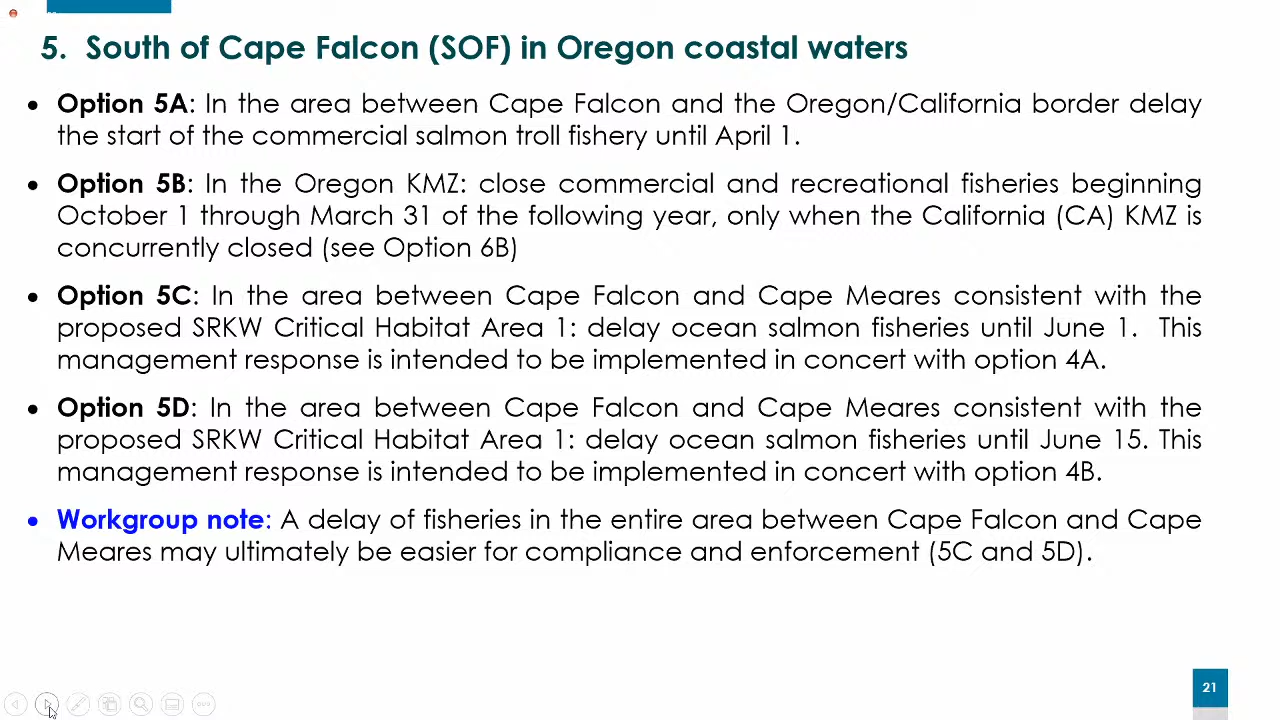 5. South of Cape Falcon (SOF) in Oregon coastal waters
• Option 5A: In the area between Cape Falcon and the Oregon/California border delay
the start of the commercial salmon troll fishery until April 1.
• Option 5B: In the Oregon KMZ: close commercial and recreational fisheries beginning
October 1 through March 31 of the following year, only when the California (CA) KMZ is
concurrently closed (see Option 6B)
• Option 5C: In the area between Cape Falcon and Cape Meares consistent with the
proposed SRKW Critical Habitat Area 1: delay ocean salmon fisheries until June 1. This
management response is intended to be implemented in concert with option 4A.
• Option 5D: In the area between Cape Falcon and Cape Meares consistent with the
proposed SRKW Critical Habitat Area 1: delay ocean salmon fisheries until June 15. This
management response is intended to be implemented in concert with option 4B.
• Workgroup note: A delay of fisheries in the entire area between Cape Falcon and Cape
Meares may ultimately be easier for compliance and enforcement (5C and 5D).
21